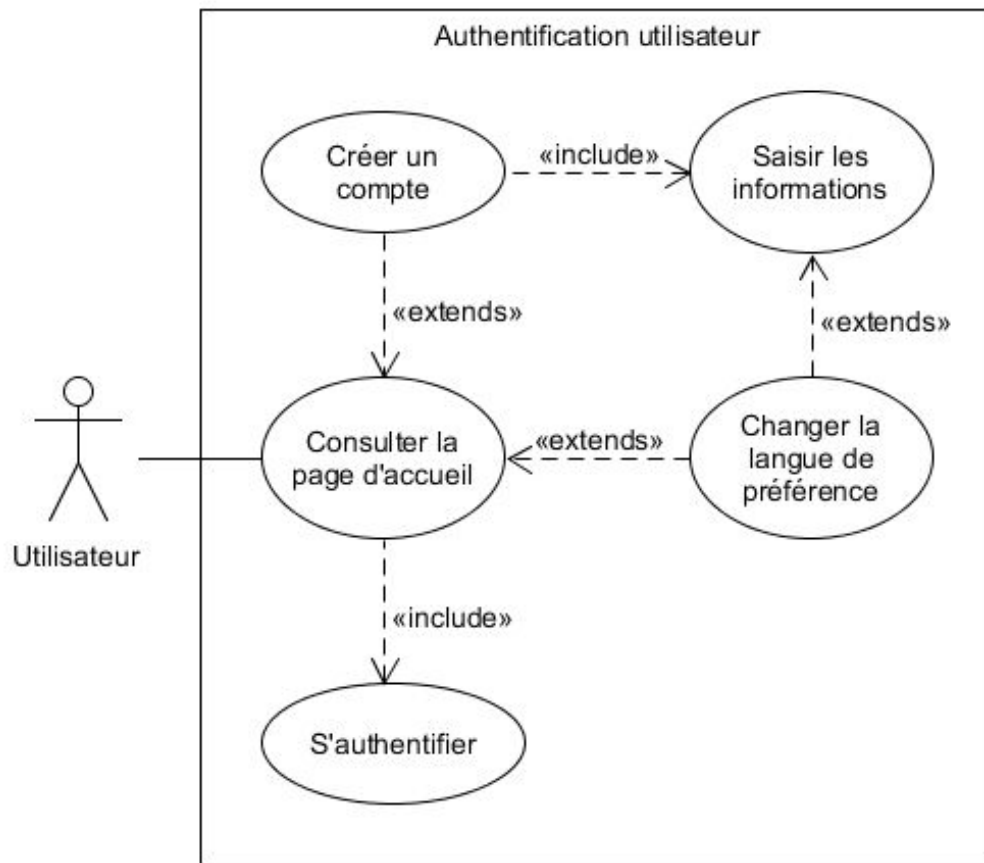 Authentification utilisateur
Créer un
compte
«include»
Saisir les
informations
«extends»
«extends»
Consulter la
page d'accueil
«extends»
Changer la
langue de
préférence
Utilisateur
«include»
S'authentifier